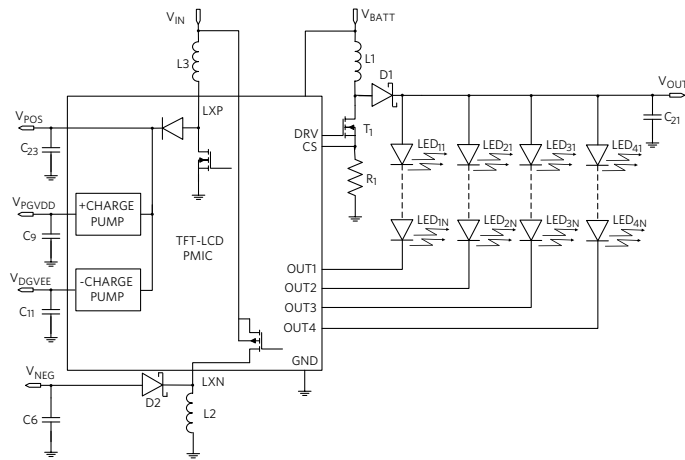 VIN
VBATT
L3
L1
D1
VOUT
LXP
VPOS
C21
DRV
T1
CS
C23
LED11
LED21
LED31
LED41
R1
+CHARGE
PUMP
VPGVDD
C9
TFT-LCD
PMIC
LED1N
LED2N
LED3N
LED4N
-CHARGE
PUMP
VDGVEE
C11
OUT1
OUT2
OUT3
OUT4
GND
VNEG
D2
LXN
C6
L2